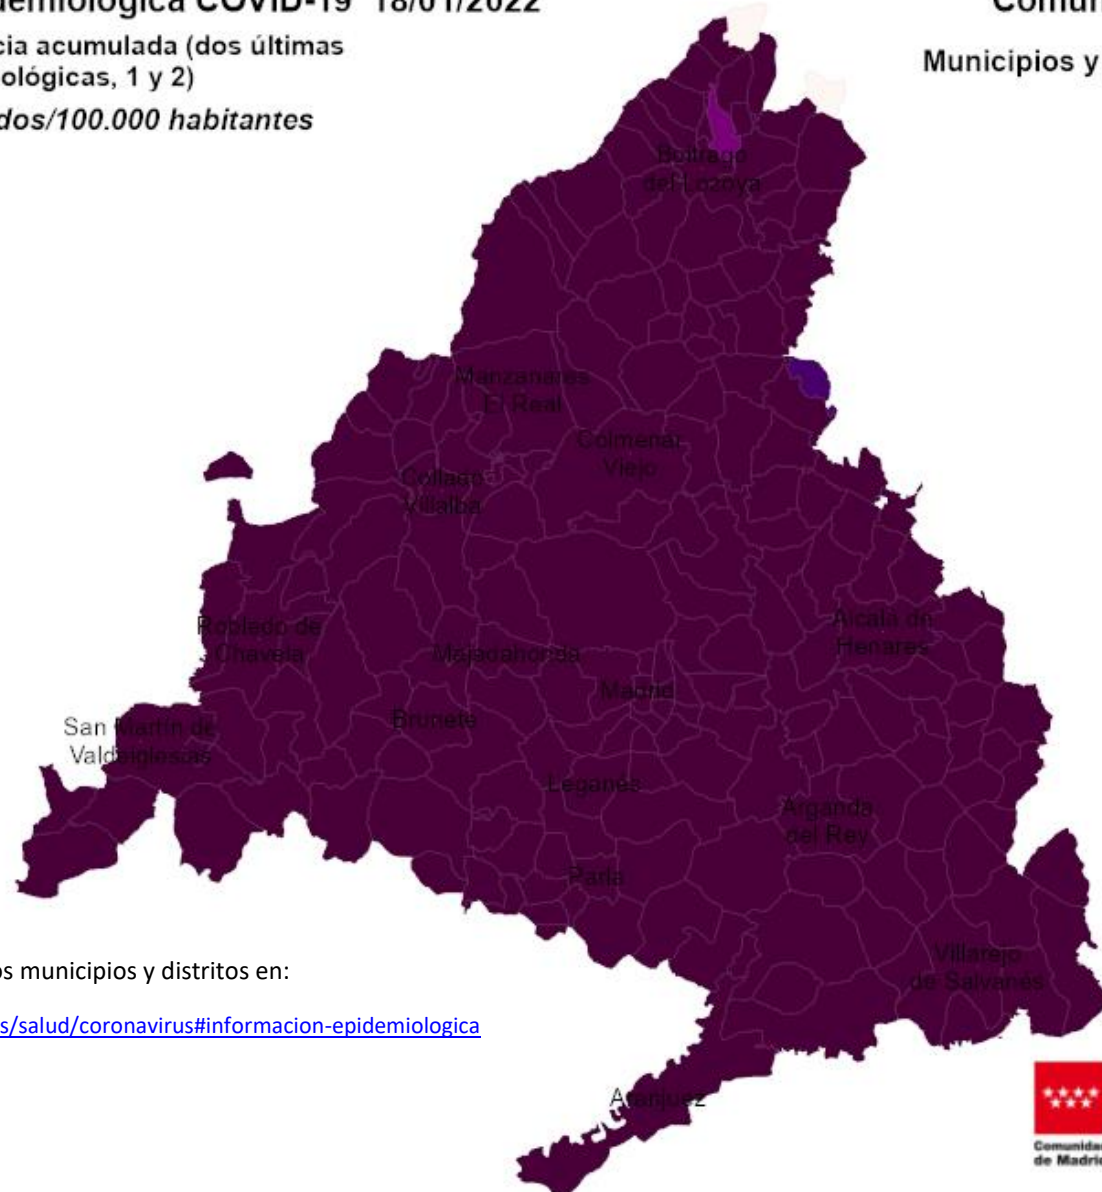 demiológica COVID-19 18/01/2022
Comun
cia acumulada (dos últimas
ológicas, 1 y 2)
dos/100.000 habitantes
Municipios y
Buitrago
del Lozoya
Manzanares
El Real
Colmenar
Viejo
Collado
Villalba
Robledo de
Chavela
Alcalá de
Henares
Majadahonda
Madrid
Brunete
San Martín de
Valdeiglesias
Leganés
Arganda
del Rey
Parla
Villarejo
de Salvanés
os municipios y distritos en:
s/salud/coronavirus#informacion-epidemiologica
Aranjuez
Comunidad
de Madrid